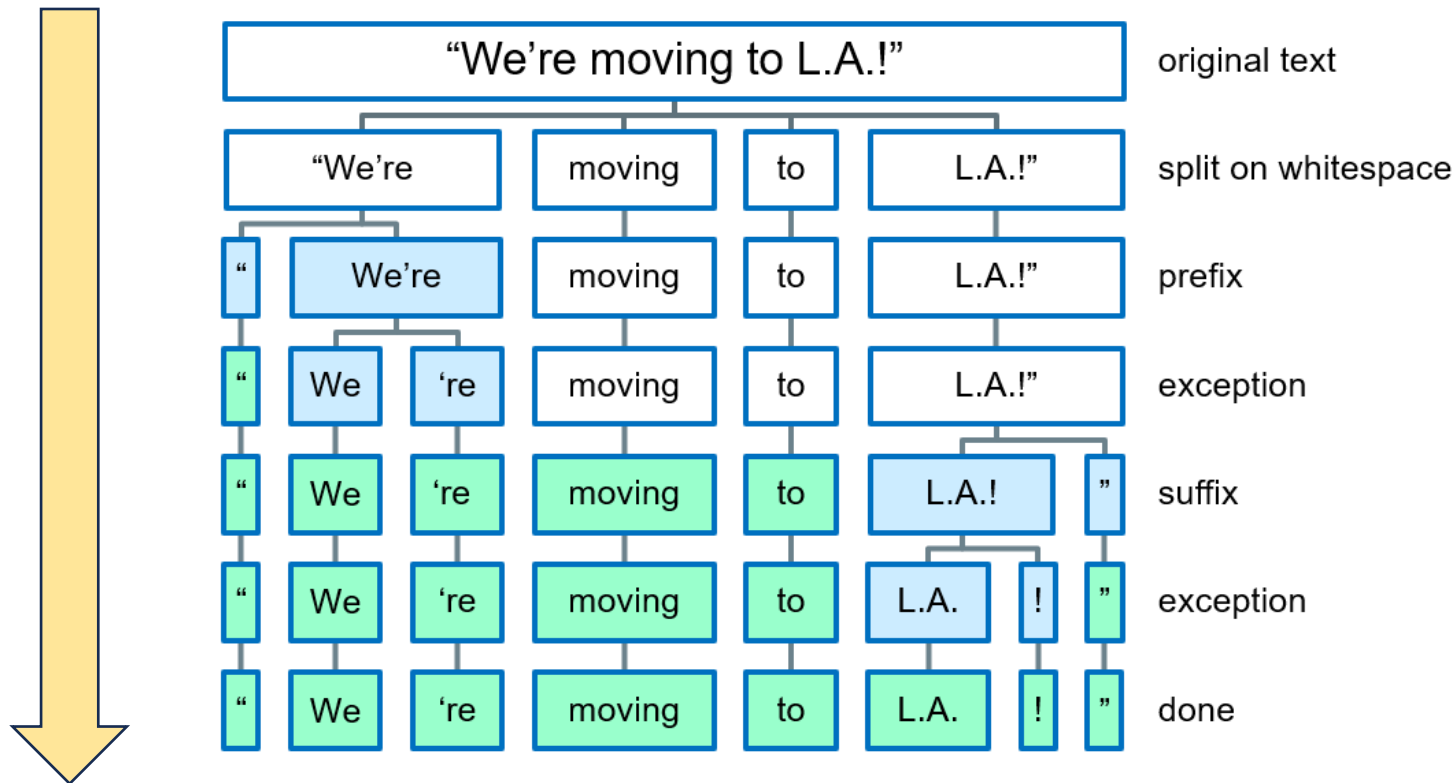 “We’re moving to L.A.!” original text
“We’re moving to L.A.!” split on whitespace
“ We’re moving to L.A.!” prefix
“ We ‘re moving to L.A.!” exception
“ We ‘re moving to L.A.! ” suffix
“ We ‘re moving to L.A. ! ” exception
“ We ‘re moving to L.A. ! ” done